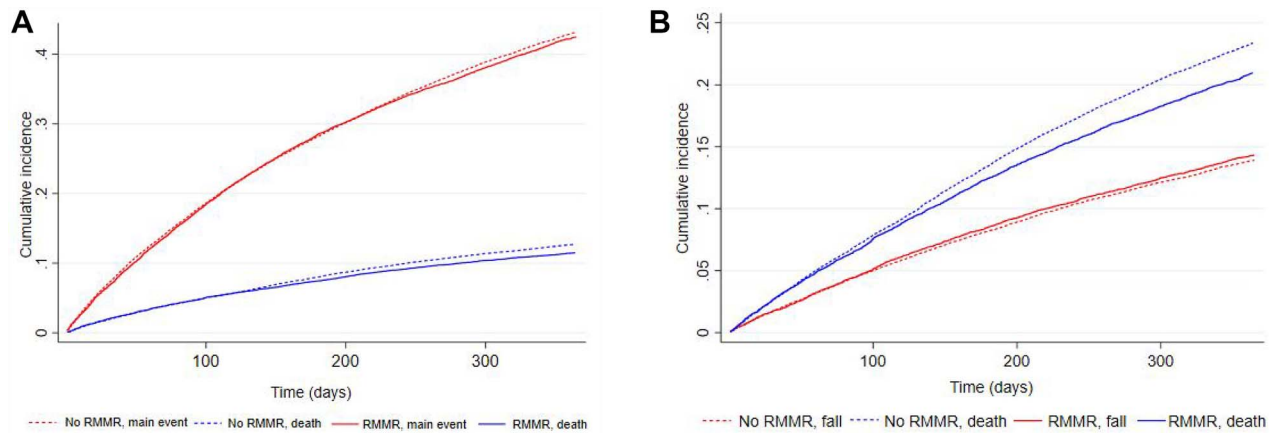 A
Cumulative incidence
.4
.3
.2
.1
0
100 200 300
Time (days)
No RMMR, main event No RMMR, death RMMR, main event RMMR, death
B
Cumulative incidence
.25
.2
.15
.1
.05
0
100 200 300
Time (days)
No RMMR, fall No RMMR, death RMMR, fall RMMR, death